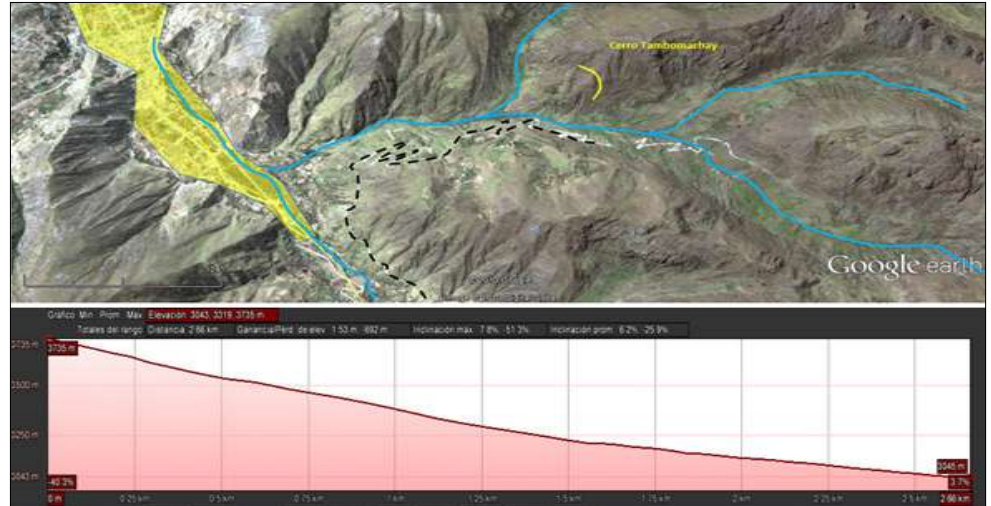 Cerro Tambomachay
Google earth
Gráfico Min Prom Max Elevación 3043, 3319, 3735 m
Totales del rango Distancia 2.66 km Ganancia/Pérd. de elev. 1.53 m, -692 m Inclinación máx. 7.8%, -51.3% Inclinación prom. 6.2%, -25.9%
3735 m
3735 m
3500 m
3250 m
3045 m
3043 m
-40.3%
3.7%
0 m 0.25 km 0.5 km 0.75 km 1 km 1.25 km 1.5 km 1.75 km 2 km 2.25 km 2.5 km 2.66 km